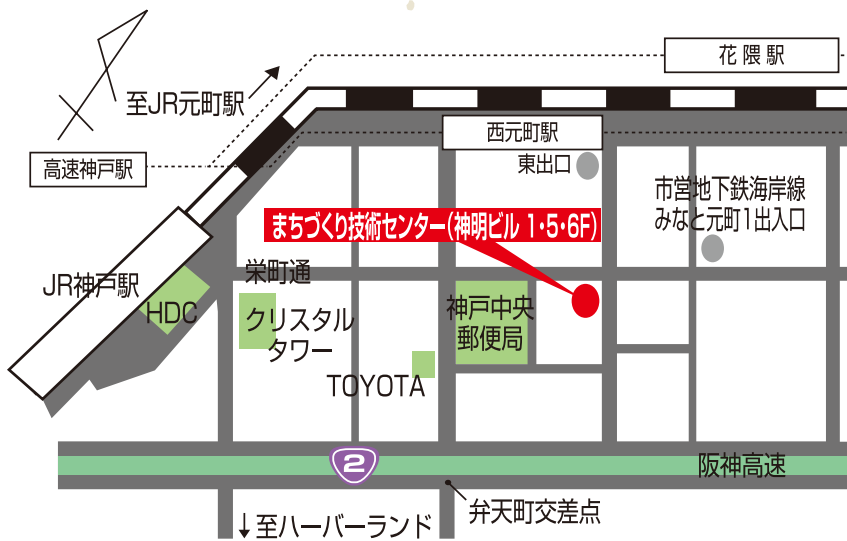 花隈駅
至JR元町駅
西元町駅
高速神戸駅
東出口
市営地下鉄海岸線
みなと元町1出入口
まちづくり技術センター(神明ビル 1・5・6F)
栄町通
JR神戸駅
HDC
クリスタル
タワー
神戸中央
郵便局
TOYOTA
2
阪神高速
弁天町交差点
↓至ハーバーランド